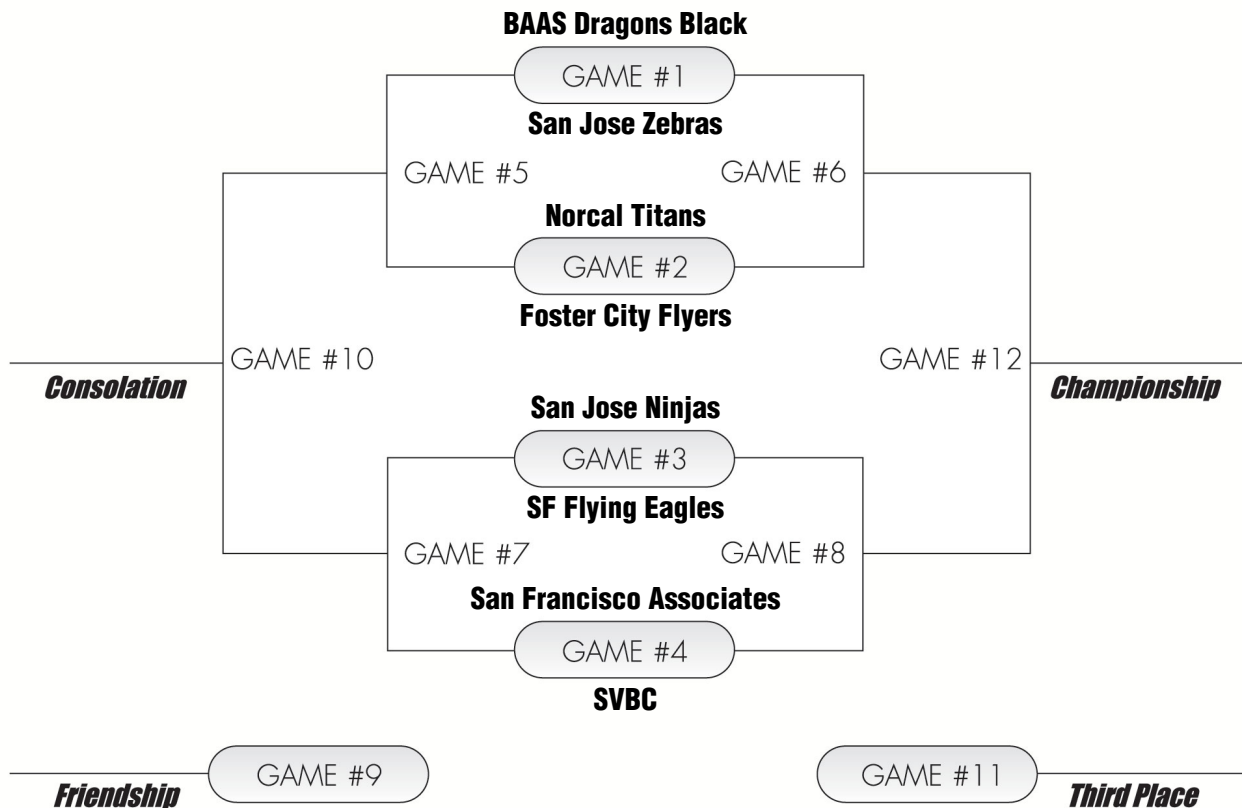 BAAS Dragons Black
GAME #1
San Jose Zebras
GAME #5
GAME #6
Norcal Titans
GAME #2
Foster City Flyers
GAME #10
GAME #12
Consolation
Championship
San Jose Ninjas
GAME #3
SF Flying Eagles
GAME #7
GAME #8
San Francisco Associates
GAME #4
SVBC
GAME #9
GAME #11
Friendship
Third Place